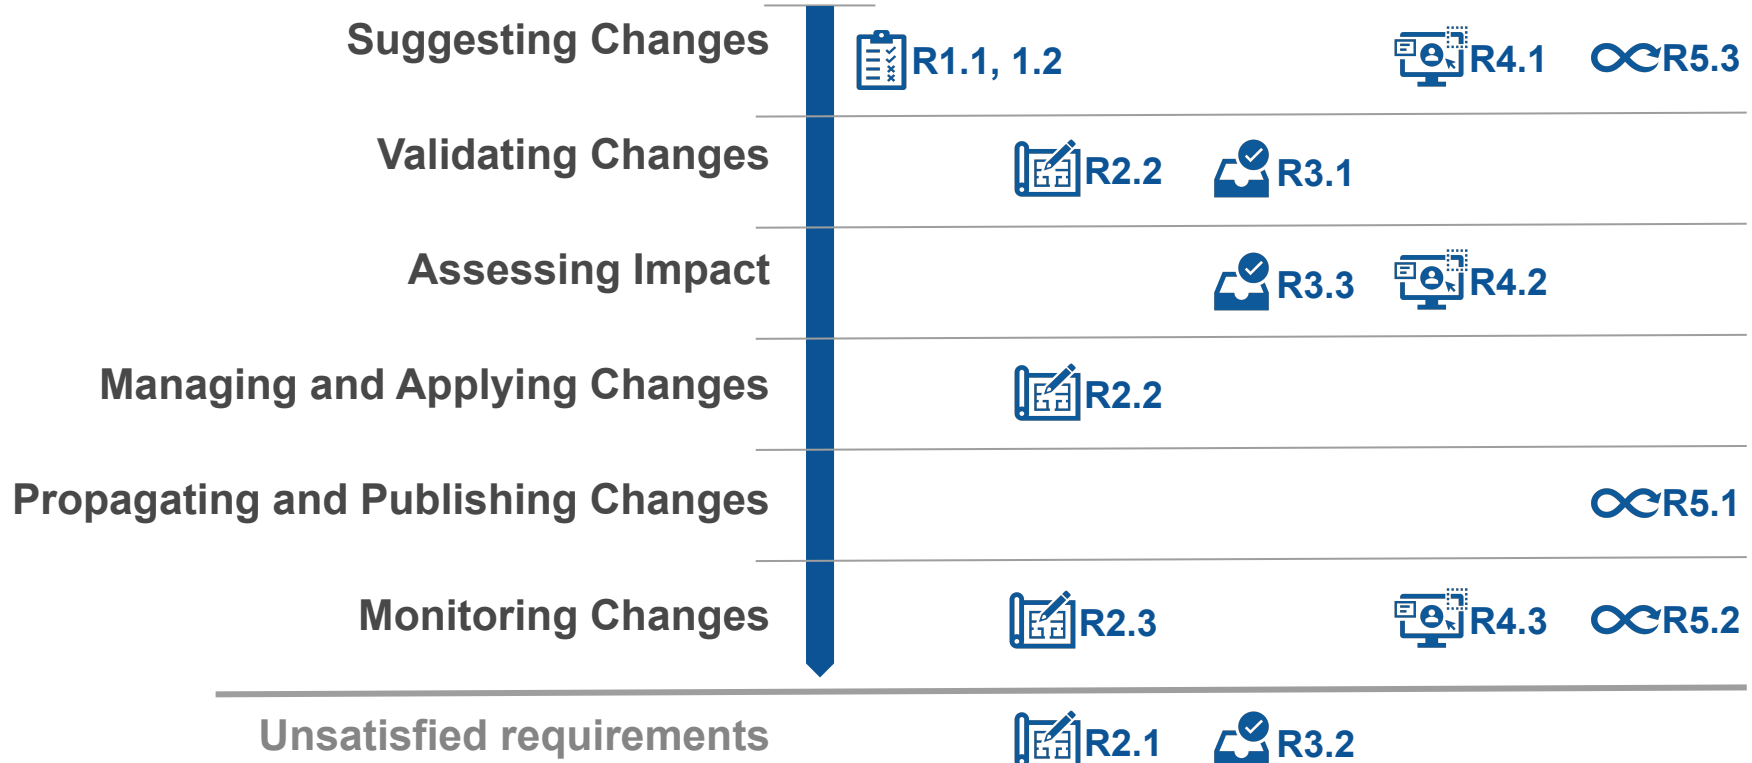 Suggesting Changes R1.1, 1.2 R4.1 R5.3
Validating Changes R2.2 R3.1
Assessing Impact R3.3 R4.2
Managing and Applying Changes R2.2
Propagating and Publishing Changes R5.1
Monitoring Changes R2.3 R4.3 R5.2
Unsatisfied requirements R2.1 R3.2